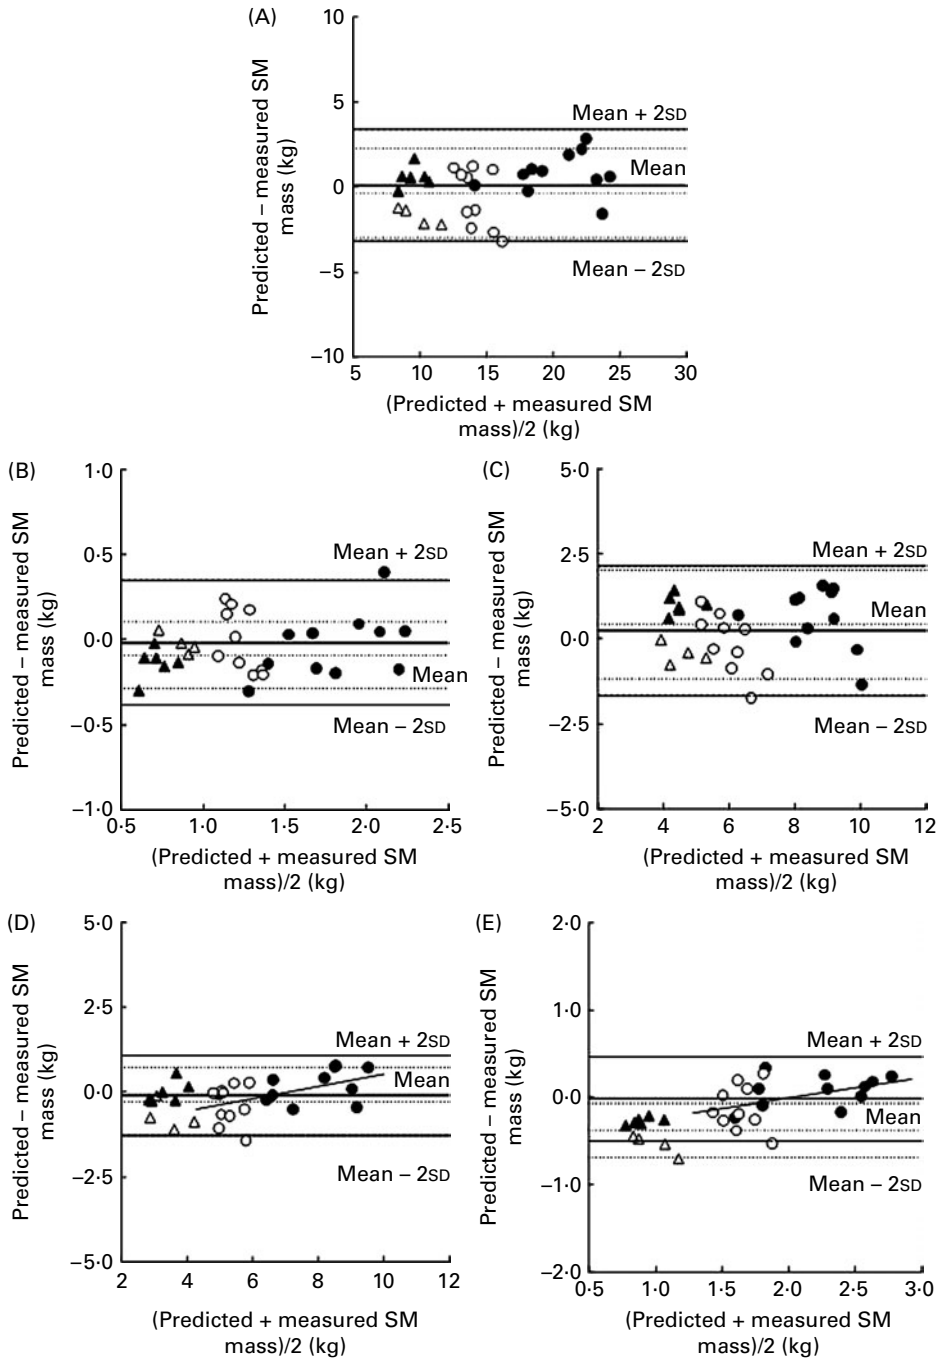 (A)
Predicted – measured SM
mass (kg)
10
5
0
–5
–10
Mean + 2SD
Mean
Mean – 2SD
5
10
15
20
25
30
(Predicted + measured SM
mass)/2 (kg)
(B)
Predicted – measured SM
mass (kg)
1·0
0·5
0·0
–0·5
–1·0
Mean + 2SD
Mean
Mean – 2SD
0·5
1·0
1·5
2·0
2·5
(Predicted + measured SM
mass)/2 (kg)
(C)
Predicted – measured SM
mass (kg)
5·0
2·5
0·0
–2·5
–5·0
Mean + 2SD
Mean
Mean – 2SD
2
4
6
8
10
12
(Predicted + measured SM
mass)/2 (kg)
(D)
Predicted – measured SM
mass (kg)
5·0
2·5
0·0
–2·5
–5·0
Mean + 2SD
Mean
Mean – 2SD
2
4
6
8
10
12
(Predicted + measured SM
mass)/2 (kg)
(E)
Predicted – measured SM
mass (kg)
2·0
1·0
0·0
–1·0
–2·0
Mean + 2SD
Mean
Mean – 2SD
0·5
1·0
1·5
2·0
2·5
3·0
(Predicted + measured SM
mass)/2 (kg)